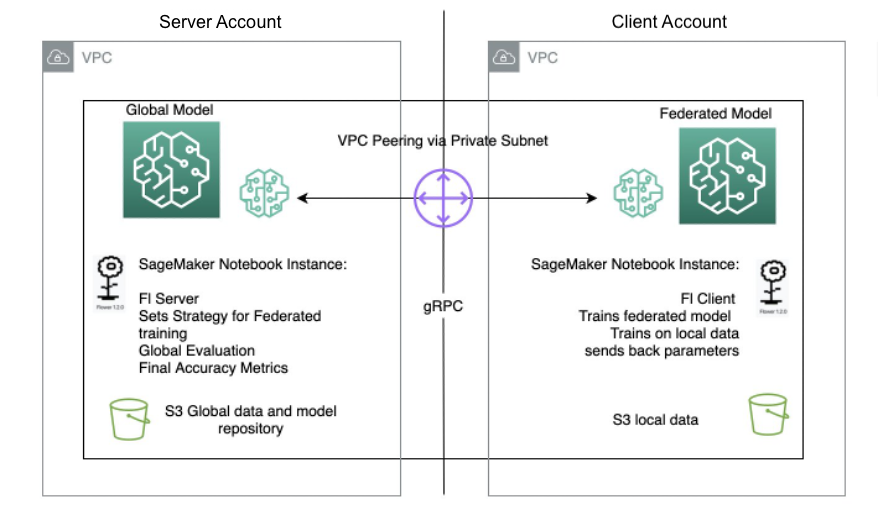 Server Account
Client Account
VPC
VPC
Global Model
Federated Model
VPC Peering via Private Subnet
SageMaker Notebook Instance:
FI Server
Sets Strategy for Federated
training
Global Evaluation
Final Accuracy Metrics
Flower 1.2.0
gRPC
SageMaker Notebook Instance:
FI Client
Trains federated model
Trains on local data
sends back parameters
Flower 1.2.0
S3 Global data and model
repository
S3 local data